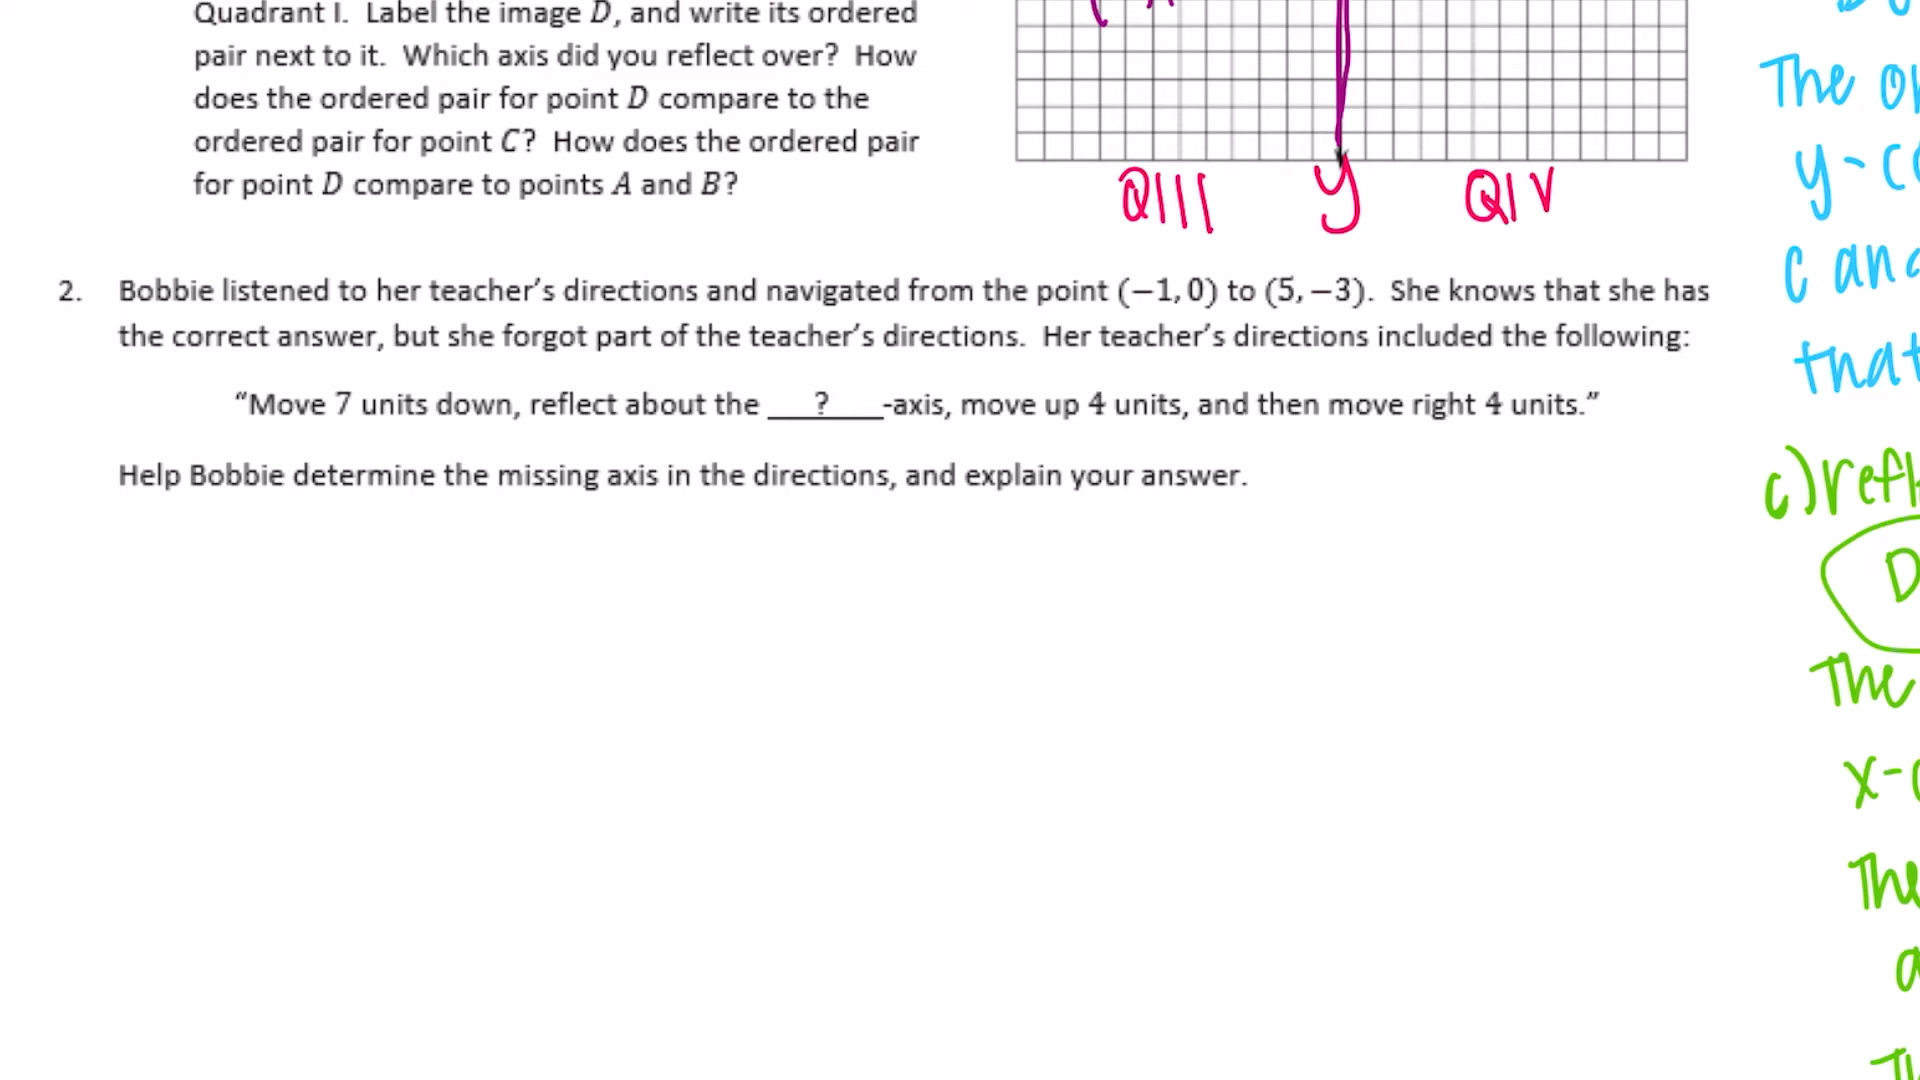 Quadrant I. Label the image D, and write its ordered
pair next to it. Which axis did you reflect over? How
does the ordered pair for point D compare to the
ordered pair for point C? How does the ordered pair
for point D compare to points A and B?
QIII y QIV
2. Bobbie listened to her teacher’s directions and navigated from the point (−1, 0) to (5, −3). She knows that she has
the correct answer, but she forgot part of the teacher’s directions. Her teacher’s directions included the following:
“Move 7 units down, reflect about the ___?___-axis, move up 4 units, and then move right 4 units.”
Help Bobbie determine the missing axis in the directions, and explain your answer.
The
y-c
C
that
c) refl
D
The
x-
The